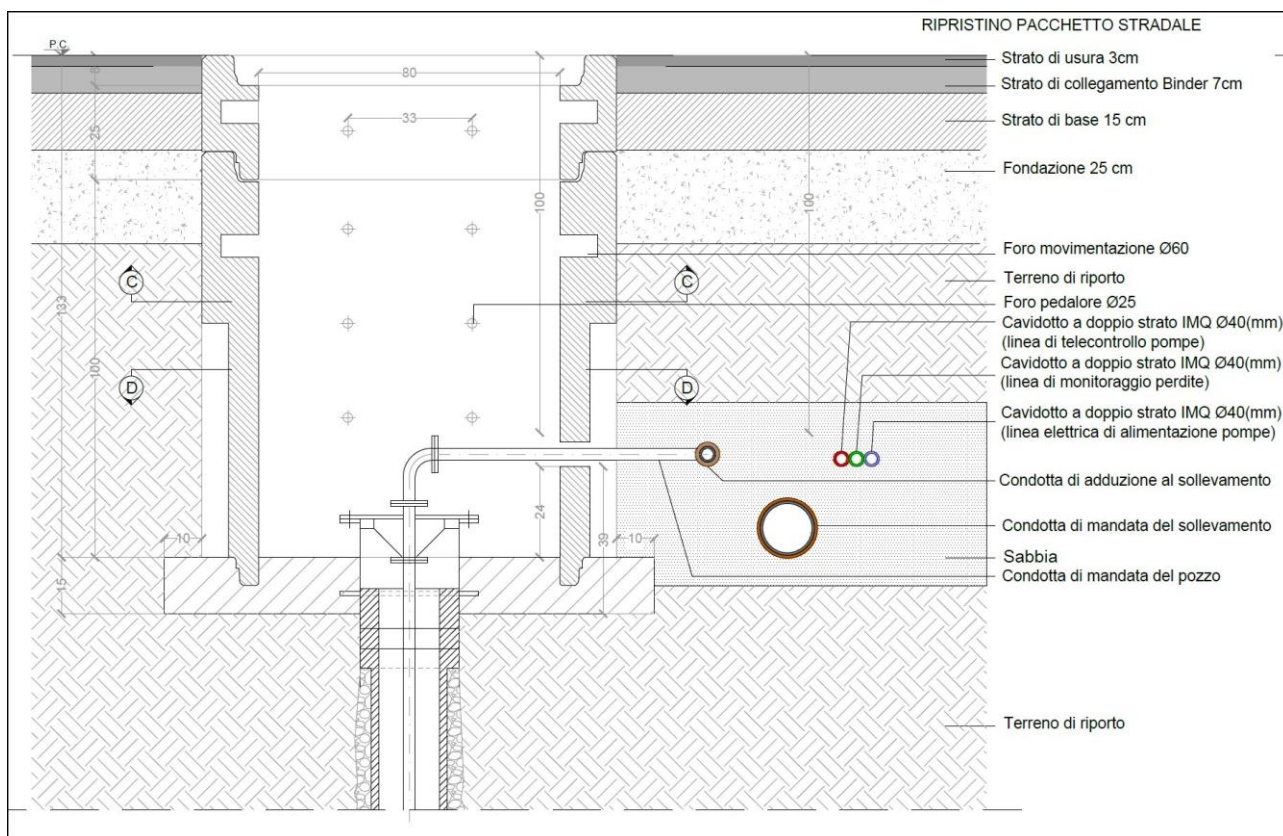 RIPRISTINO PACCHETTO STRADALE
P.C.
Strato di usura 3cm
8
80
Strato di collegamento Binder 7cm
33
Strato di base 15 cm
25
Fondazione 25 cm
100
100
Foro movimentazione Ø60
C
C
Terreno di riporto
133
Foro pedalore Ø25
Cavidotto a doppio strato IMQ Ø40(mm)
(linea di telecontrollo pompe)
100
Cavidotto a doppio strato IMQ Ø40(mm)
(linea di monitoraggio perdite)
D
D
Cavidotto a doppio strato IMQ Ø40(mm)
(linea elettrica di alimentazione pompe)
Condotta di adduzione al sollevamento
24
39
10
10
Condotta di mandata del sollevamento
Sabbia
15
Condotta di mandata del pozzo
Terreno di riporto